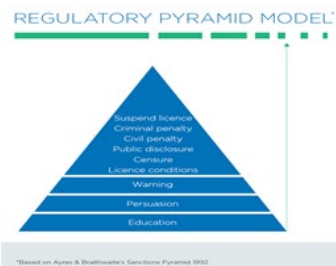 REGULATORY PYRAMID MODEL*
Suspend licence
Criminal penalty
Civil penalty
Public disclosure
Censure
Licence conditions
Warning
Persuasion
Education
*Based on Ayres & Braithwaite's Sanctions Pyramid 1992